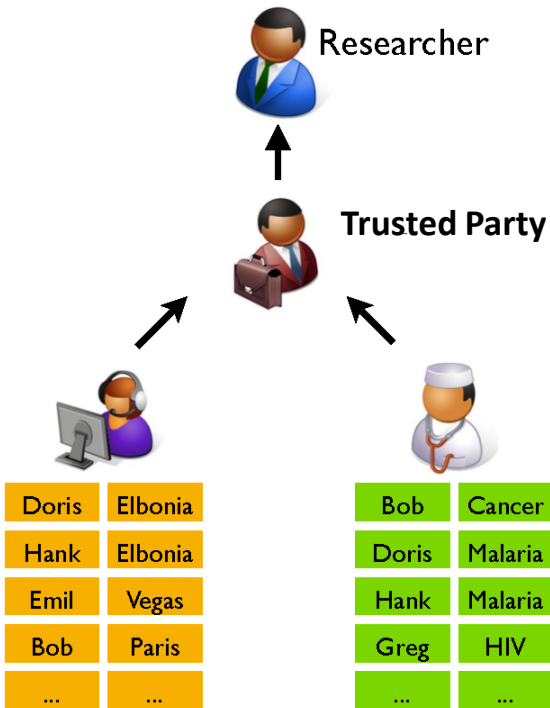 Researcher
Trusted Party
Doris Elbonia
Hank Elbonia
Emil Vegas
Bob Paris
... ...
Bob Cancer
Doris Malaria
Hank Malaria
Greg HIV
... ...